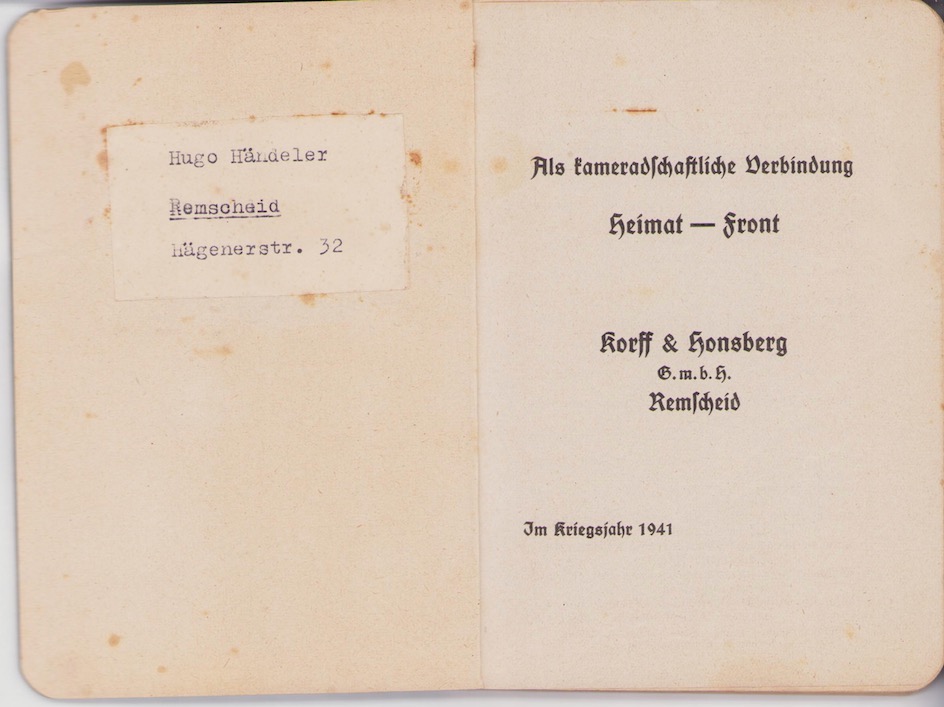 Hugo Händeler
Remscheid
Hägenerstr. 32
Als kameradschaftliche Verbindung
Heimat — Front
Korff & Honsberg
G.m.b.H.
Remscheid
Im Kriegsjahr 1941